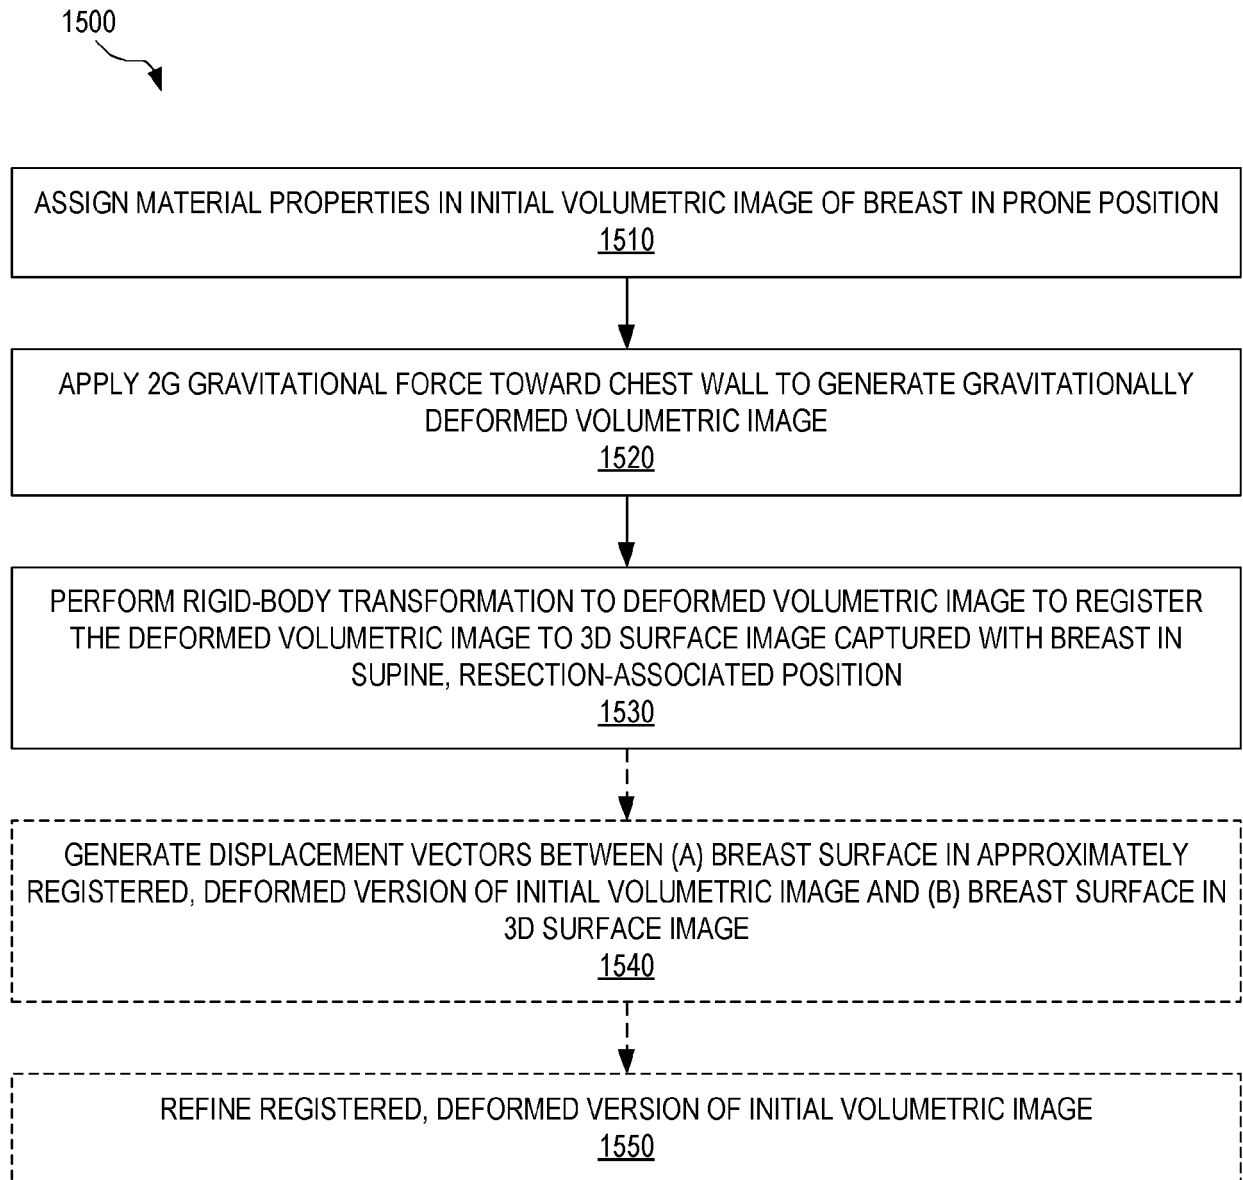 1500
ASSIGN MATERIAL PROPERTIES IN INITIAL VOLUMETRIC IMAGE OF BREAST IN PRONE POSITION
1510
APPLY 2G GRAVITATIONAL FORCE TOWARD CHEST WALL TO GENERATE GRAVITATIONALLY
DEFORMED VOLUMETRIC IMAGE
1520
PERFORM RIGID-BODY TRANSFORMATION TO DEFORMED VOLUMETRIC IMAGE TO REGISTER
THE DEFORMED VOLUMETRIC IMAGE TO 3D SURFACE IMAGE CAPTURED WITH BREAST IN
SUPINE, RESECTION-ASSOCIATED POSITION
1530
GENERATE DISPLACEMENT VECTORS BETWEEN (A) BREAST SURFACE IN APPROXIMATELY
REGISTERED, DEFORMED VERSION OF INITIAL VOLUMETRIC IMAGE AND (B) BREAST SURFACE IN
3D SURFACE IMAGE
1540
REFINE REGISTERED, DEFORMED VERSION OF INITIAL VOLUMETRIC IMAGE
1550